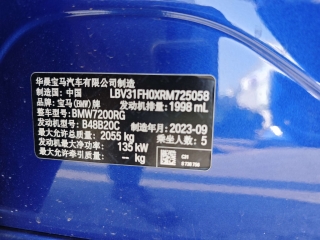 华晨宝马汽车有限公司制造
制造国: 中国 LBV31FH0XRM725058
品牌: 宝马(BMW)牌 发动机排量: 1998 mL
整车型号: BMW7200RG
发动机型号: B48B20C 制造年月: 2023-09
最大允许总质量: 2055 kg 乘坐人数: 5
发动机最大净功率: 135 kW
最大允许牵引质量: -- kg